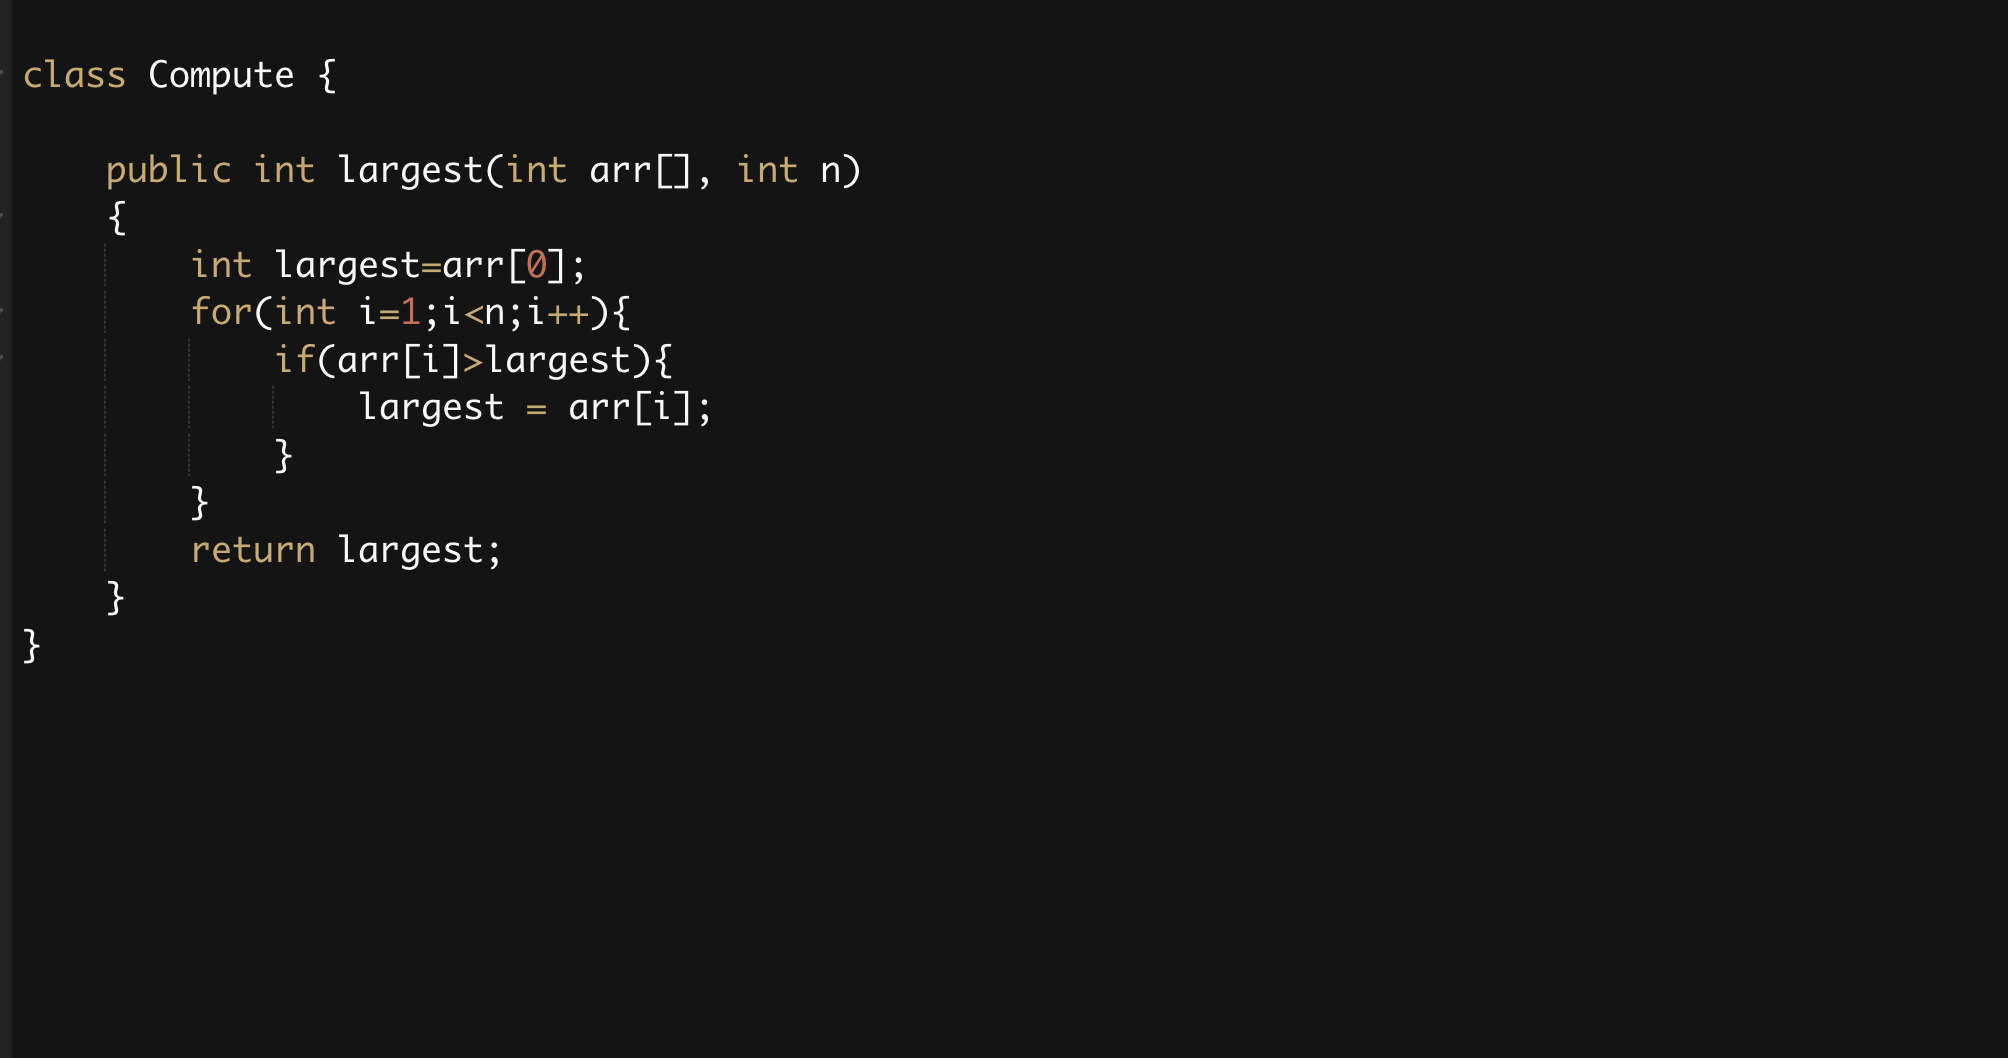 class Compute {
    public int largest(int arr[], int n)
    {
        int largest=arr[0];
        for(int i=1;i<n;i++){
            if(arr[i]>largest){
                largest = arr[i];
            }
        }
        return largest;
    }
}